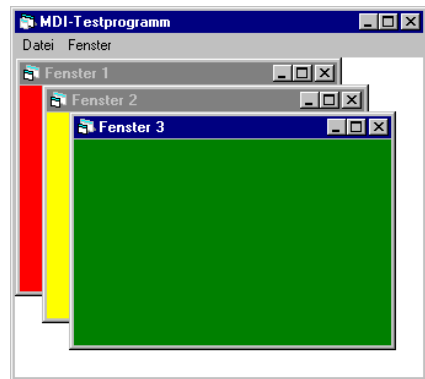 MDI-Testprogramm
Datei Fenster
Fenster 1
Fenster 2
Fenster 3